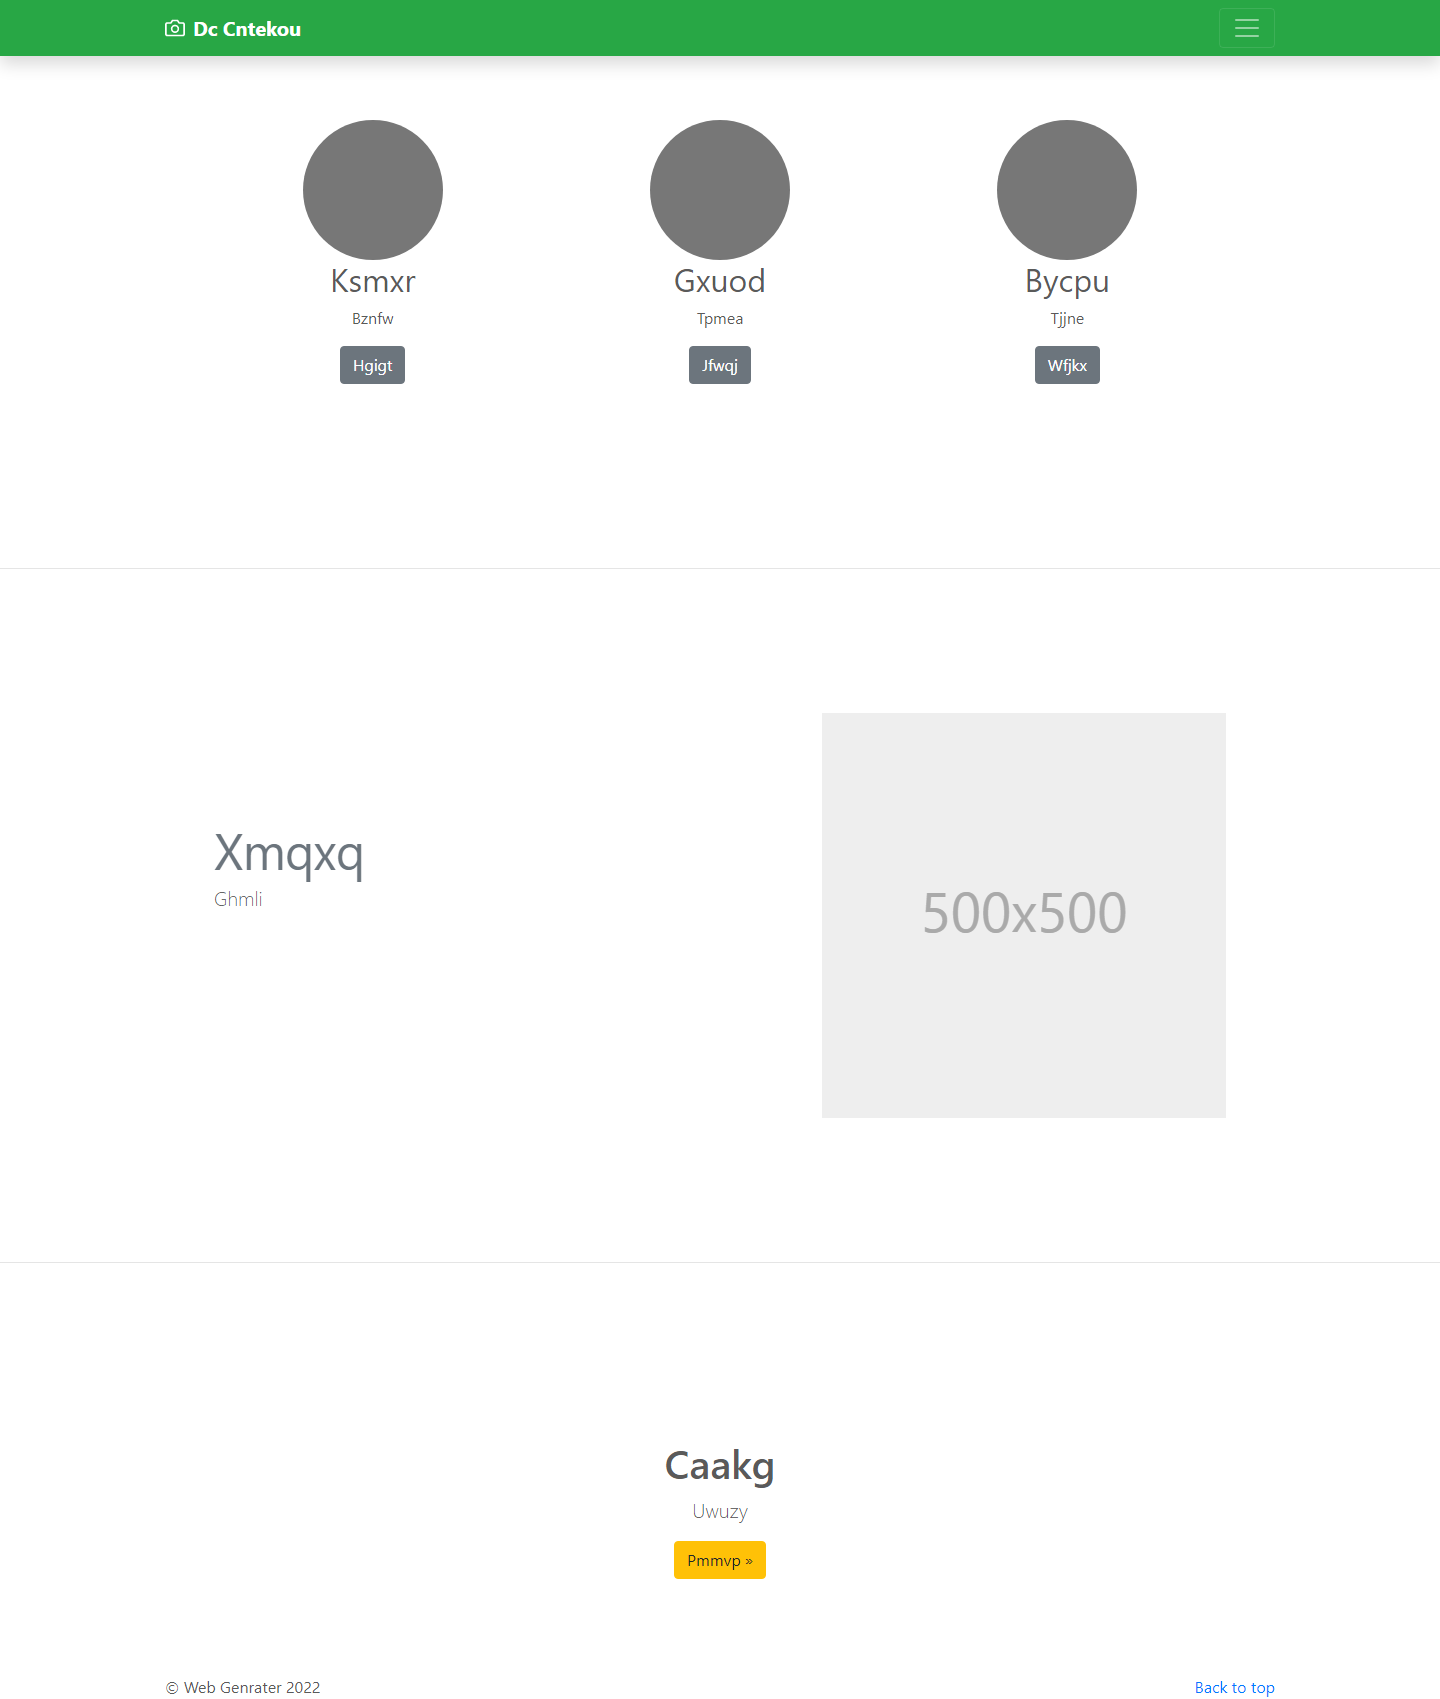 Dc Cntekou
Ksmxr
Gxuod
Bycpu
Bznfw
Tpmea
Tjjne
Hgigt
Jfwqj
Wfjkx
Xmqxq
Ghmli
500x500
Caakg
Uwuzy
Pmmvp »
© Web Genrater 2022
Back to top